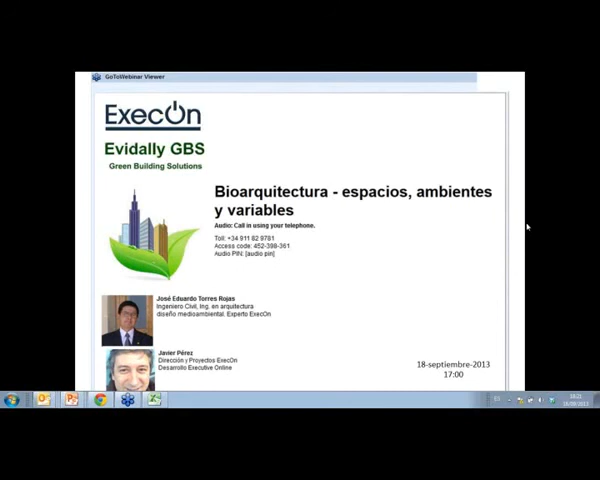 GoToWebinar Viewer
ExecOn
Evidally GBS
Green Building Solutions
Bioarquitectura - espacios, ambientes
y variables
Audio: Call in using your telephone.
Toll: +34 911 82 9781
Access code: 452-398-361
Audio PIN: [audio pin]
José Eduardo Torres Rojas
Ingeniero Civil, Ing. en arquitectura
diseño medioambiental. Experto ExecOn
Javier Pérez
Dirección y Proyectos ExecOn
Desarrollo Executive Online
18-septiembre-2013
17:00
ES